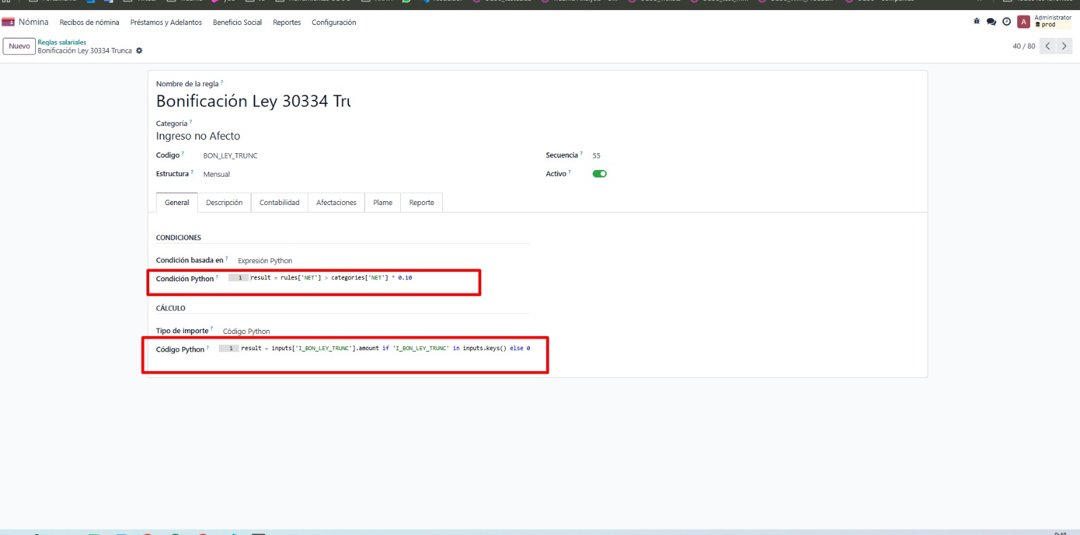 Nómina Recibos de nómina Préstamos y Adelantos Beneficio Social Reportes Configuración
A Administrator
prod
Nuevo Reglas salariales
Bonificación Ley 30334 Trunca
40 / 80
Nombre de la regla ?
Bonificación Ley 30334 Tru
Categoría ?
Ingreso no Afecto
Codigo ? BON_LEY_TRUNC Secuencia ? 55
Estructura ? Mensual Activo ?
General Descripción Contabilidad Afectaciones Plame Reporte
CONDICIONES
Condición basada en ? Expresión Python
Condición Python ? 1 result = rules['NET'] > categories['NET'] * 0.10
CÁLCULO
Tipo de importe ? Código Python
Código Python ? 1 result = inputs['I_BON_LEY_TRUNC'].amount if 'I_BON_LEY_TRUNC' in inputs.keys() else 0